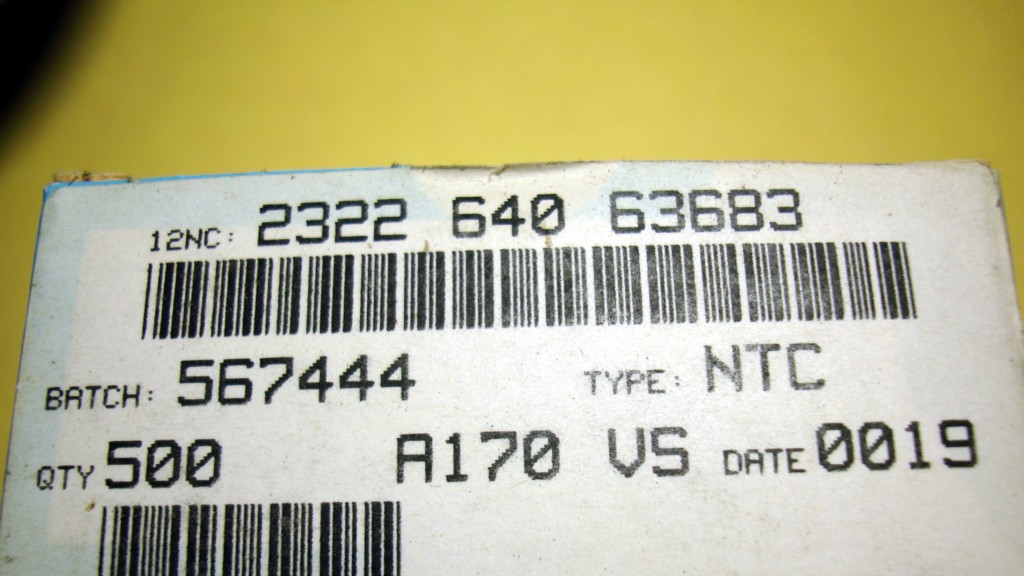 12NC: 2322 640 63683
BATCH: 567444 TYPE: NTC
QTY 500 A170 VS DATE 0019